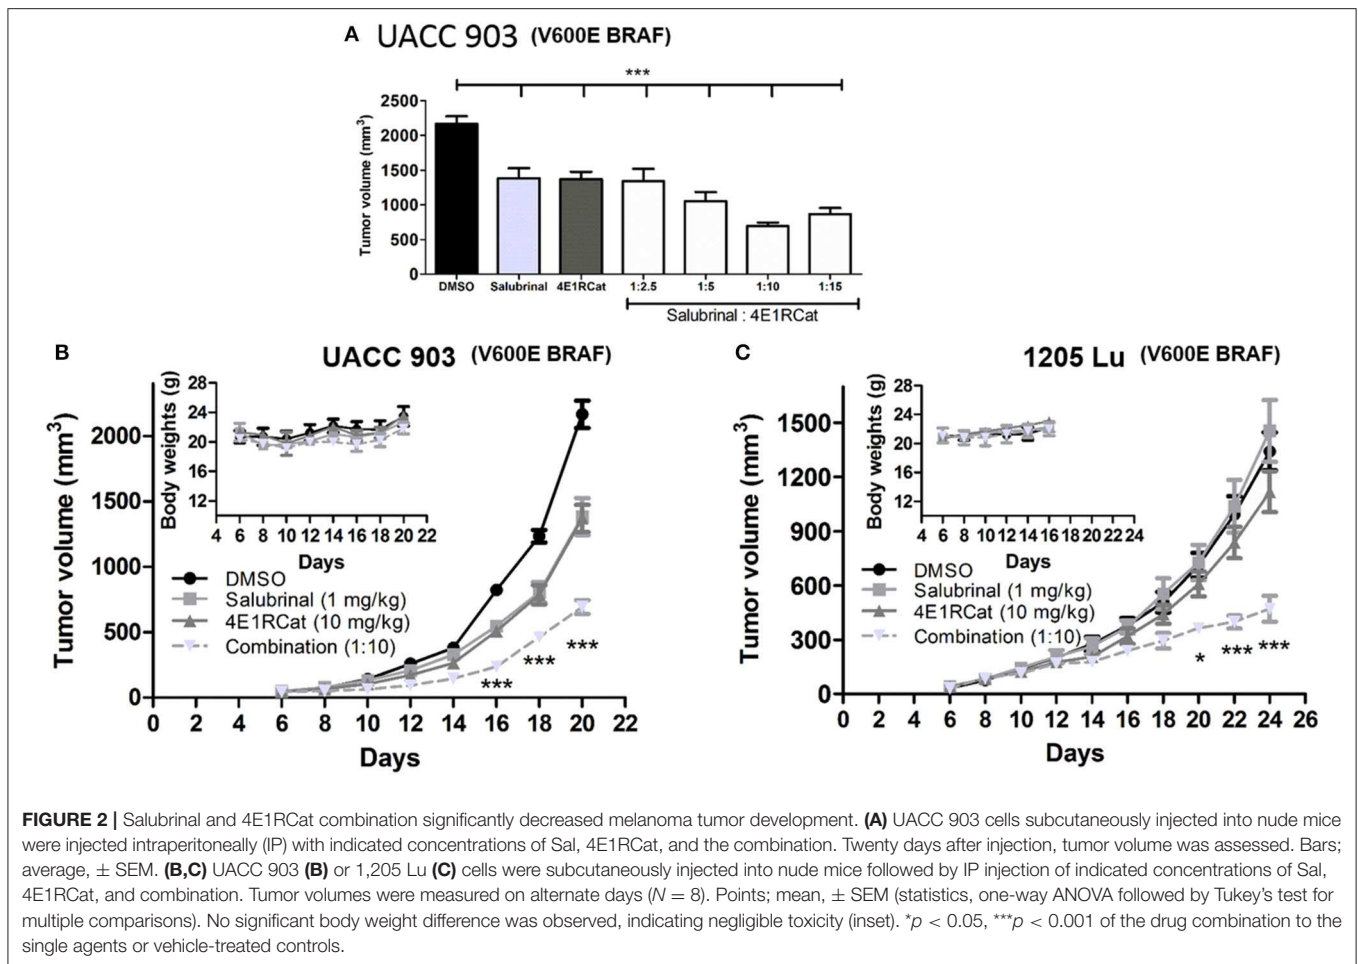 A UACC 903 (V600E BRAF)
***
Tumor volume (mm3)
2500
2000
1500
1000
500
0
DMSO Salubrinal 4E1RCat 1:2.5 1:5 1:10 1:15
Salubrinal : 4E1RCat
B UACC 903 (V600E BRAF)
Tumor volume (mm3)
2000
1500
1000
500
0
Body weights (g)
28
24
20
16
12
4 6 8 10 12 14 16 18 20 22
Days
DMSO
Salubrinal (1 mg/kg)
4E1RCat (10 mg/kg)
Combination (1:10)
*** *** ***
0 2 4 6 8 10 12 14 16 18 20 22
Days
C 1205 Lu (V600E BRAF)
Tumor volume (mm3)
1500
1200
900
600
300
0
Body weights (g)
28
24
20
16
12
4 6 8 10 12 14 16 18 20 22 24
Days
DMSO
Salubrinal (1 mg/kg)
4E1RCat (10 mg/kg)
Combination (1:10)
* *** ***
0 2 4 6 8 10 12 14 16 18 20 22 24 26
Days
FIGURE 2 | Salubrinal and 4E1RCat combination significantly decreased melanoma tumor development. (A) UACC 903 cells subcutaneously injected into nude mice
were injected intraperitoneally (IP) with indicated concentrations of Sal, 4E1RCat, and the combination. Twenty days after injection, tumor volume was assessed. Bars;
average, ± SEM. (B,C) UACC 903 (B) or 1,205 Lu (C) cells were subcutaneously injected into nude mice followed by IP injection of indicated concentrations of Sal,
4E1RCat, and combination. Tumor volumes were measured on alternate days (N = 8). Points; mean, ± SEM (statistics, one-way ANOVA followed by Tukey's test for
multiple comparisons). No significant body weight difference was observed, indicating negligible toxicity (inset). *p < 0.05, ***p < 0.001 of the drug combination to the
single agents or vehicle-treated controls.